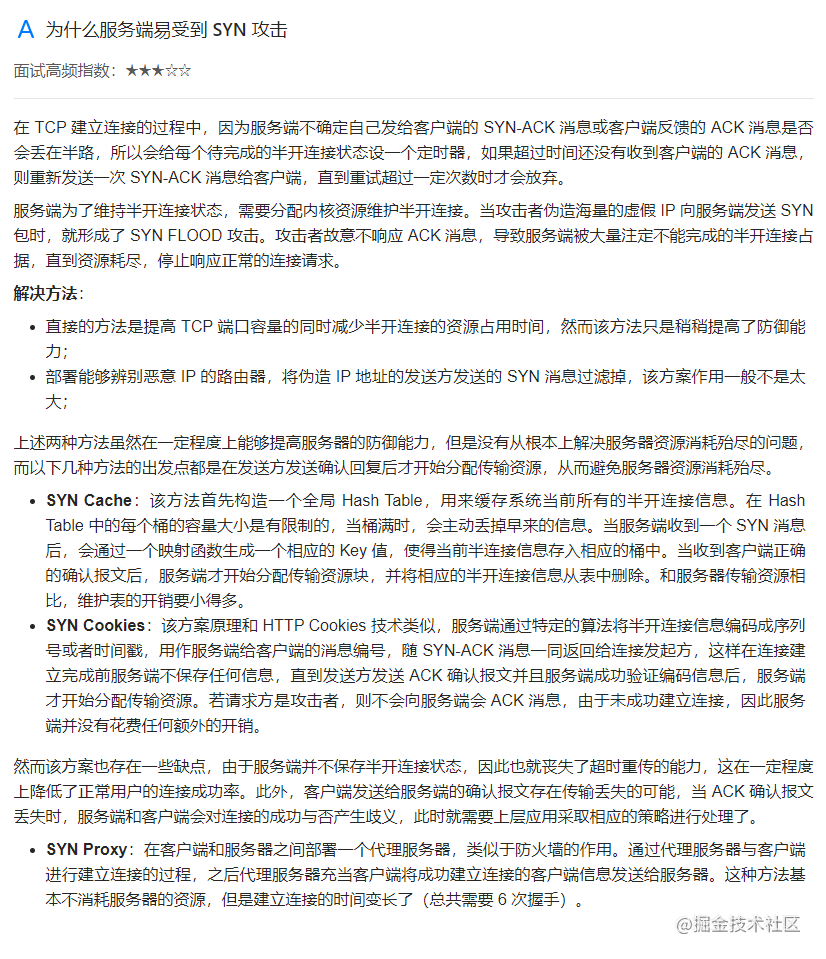 A 为什么服务端易受到 SYN 攻击
面试高频指数：★★★☆☆
在 TCP 建立连接的过程中，因为服务端不确定自己发给客户端的 SYN-ACK 消息或客户端反馈的 ACK 消息是否
会丢在半路，所以会给每个待完成的半开连接状态设一个定时器，如果超过时间还没有收到客户端的 ACK 消息，
则重新发送一次 SYN-ACK 消息给客户端，直到重试超过一定次数时才会放弃。
服务端为了维持半开连接状态，需要分配内核资源维护半开连接。当攻击者伪造海量的虚假 IP 向服务端发送 SYN
包时，就形成了 SYN FLOOD 攻击。攻击者故意不响应 ACK 消息，导致服务端被大量注定不能完成的半开连接占
据，直到资源耗尽，停止响应正常的连接请求。
解决方法：
• 直接的方法是提高 TCP 端口容量的同时减少半开连接的资源占用时间，然而该方法只是稍稍提高了防御能
力；
• 部署能够辨别恶意 IP 的路由器，将伪造 IP 地址的发送方发送的 SYN 消息过滤掉，该方案作用一般不是太
大；
上述两种方法虽然在一定程度上能够提高服务器的防御能力，但是没有从根本上解决服务器资源消耗殆尽的问题，
而以下几种方法的出发点都是在发送方发送确认回复后才开始分配传输资源，从而避免服务器资源消耗殆尽。
• SYN Cache：该方法首先构造一个全局 Hash Table，用来缓存系统当前所有的半开连接信息。在 Hash
Table 中的每个桶的容量大小是有限制的，当桶满时，会主动丢掉早来的信息。当服务端收到一个 SYN 消息
后，会通过一个映射函数生成一个相应的 Key 值，使得当前半连接信息存入相应的桶中。当收到客户端正确
的确认报文后，服务端才开始分配传输资源块，并将相应的半开连接信息从表中删除。和服务器传输资源相
比，维护表的开销要小得多。
• SYN Cookies：该方案原理和 HTTP Cookies 技术类似，服务端通过特定的算法将半开连接信息编码成序列
号或者时间戳，用作服务端给客户端的消息编号，随 SYN-ACK 消息一同返回给连接发起方，这样在连接建
立完成前服务端不保存任何信息，直到发送方发送 ACK 确认报文并且服务端成功验证编码信息后，服务端
才开始分配传输资源。若请求方是攻击者，则不会向服务端会 ACK 消息，由于未成功建立连接，因此服务
端并没有花费任何额外的开销。
然而该方案也存在一些缺点，由于服务端并不保存半开连接状态，因此也就丧失了超时重传的能力，这在一定程度
上降低了正常用户的连接成功率。此外，客户端发送给服务端的确认报文存在传输丢失的可能，当 ACK 确认报文
丢失时，服务端和客户端会对连接的成功与否产生歧义，此时就需要上层应用采取相应的策略进行处理了。
• SYN Proxy：在客户端和服务器之间部署一个代理服务器，类似于防火墙的作用。通过代理服务器与客户端
进行建立连接的过程，之后代理服务器充当客户端将成功建立连接的客户端信息发送给服务器。这种方法基
本不消耗服务器的资源，但是建立连接的时间变长了（总共需要 6 次握手）。
@掘金技术社区